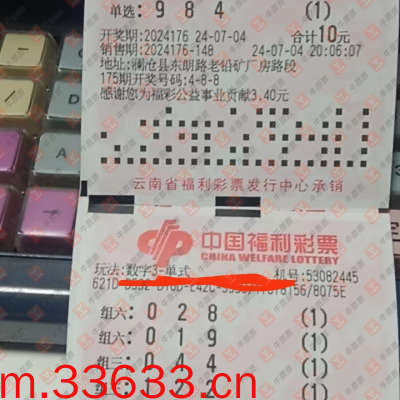 单选: 9 8 4 (1)
开奖期:2024176 24-07-04 合计10元
销售期:2024176-148 24-07-04 20:06:07
地址:澜沧县东朗路老铅矿厂房路段
175期开奖号码:4-8-8
感谢您为福彩公益事业贡献3.40元
云南省福利彩票发行中心承销
中国福利彩票
CHINA WELFARE LOTTERY
玩法:数字3-单式 机号:53082445
/8075E
组六: 0 2 8 (1)
组六: 0 1 9 (1)
组三: 0 4 4 (1)
1 2 2 (1)
m.33633.cn